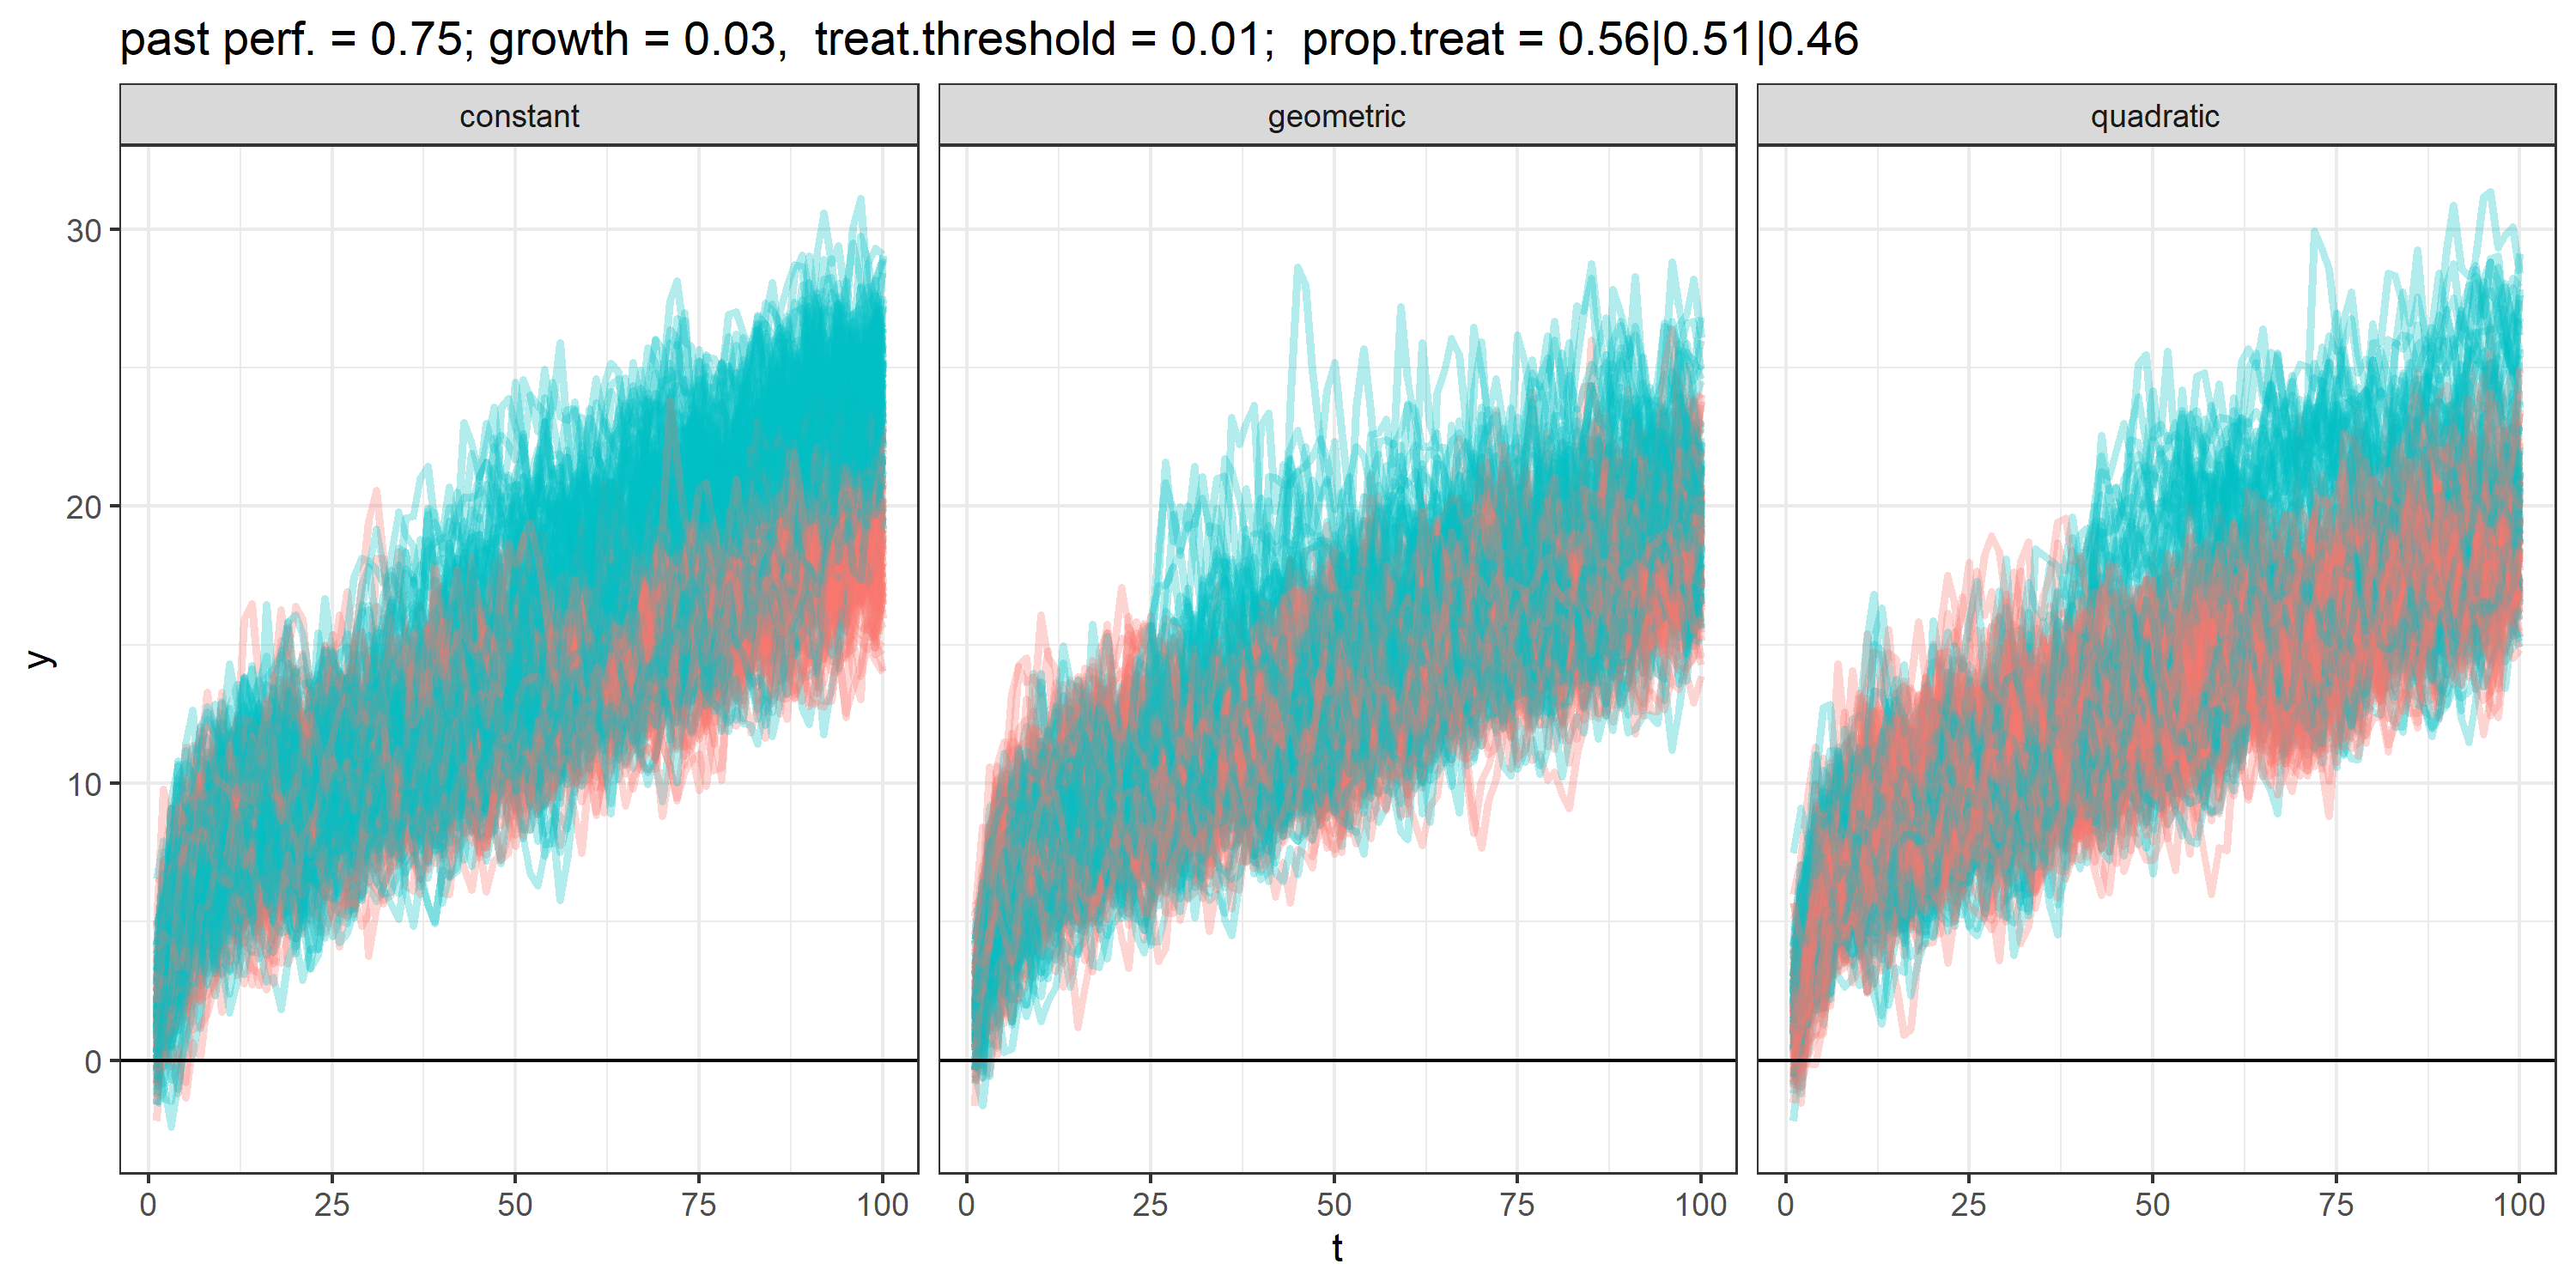 past perf. = 0.75; growth = 0.03,  treat.threshold = 0.01;  prop.treat = 0.56|0.51|0.46
constant geometric quadratic
30
20
10
0
y
0 25 50 75 100 0 25 50 75 100 0 25 50 75 100
t